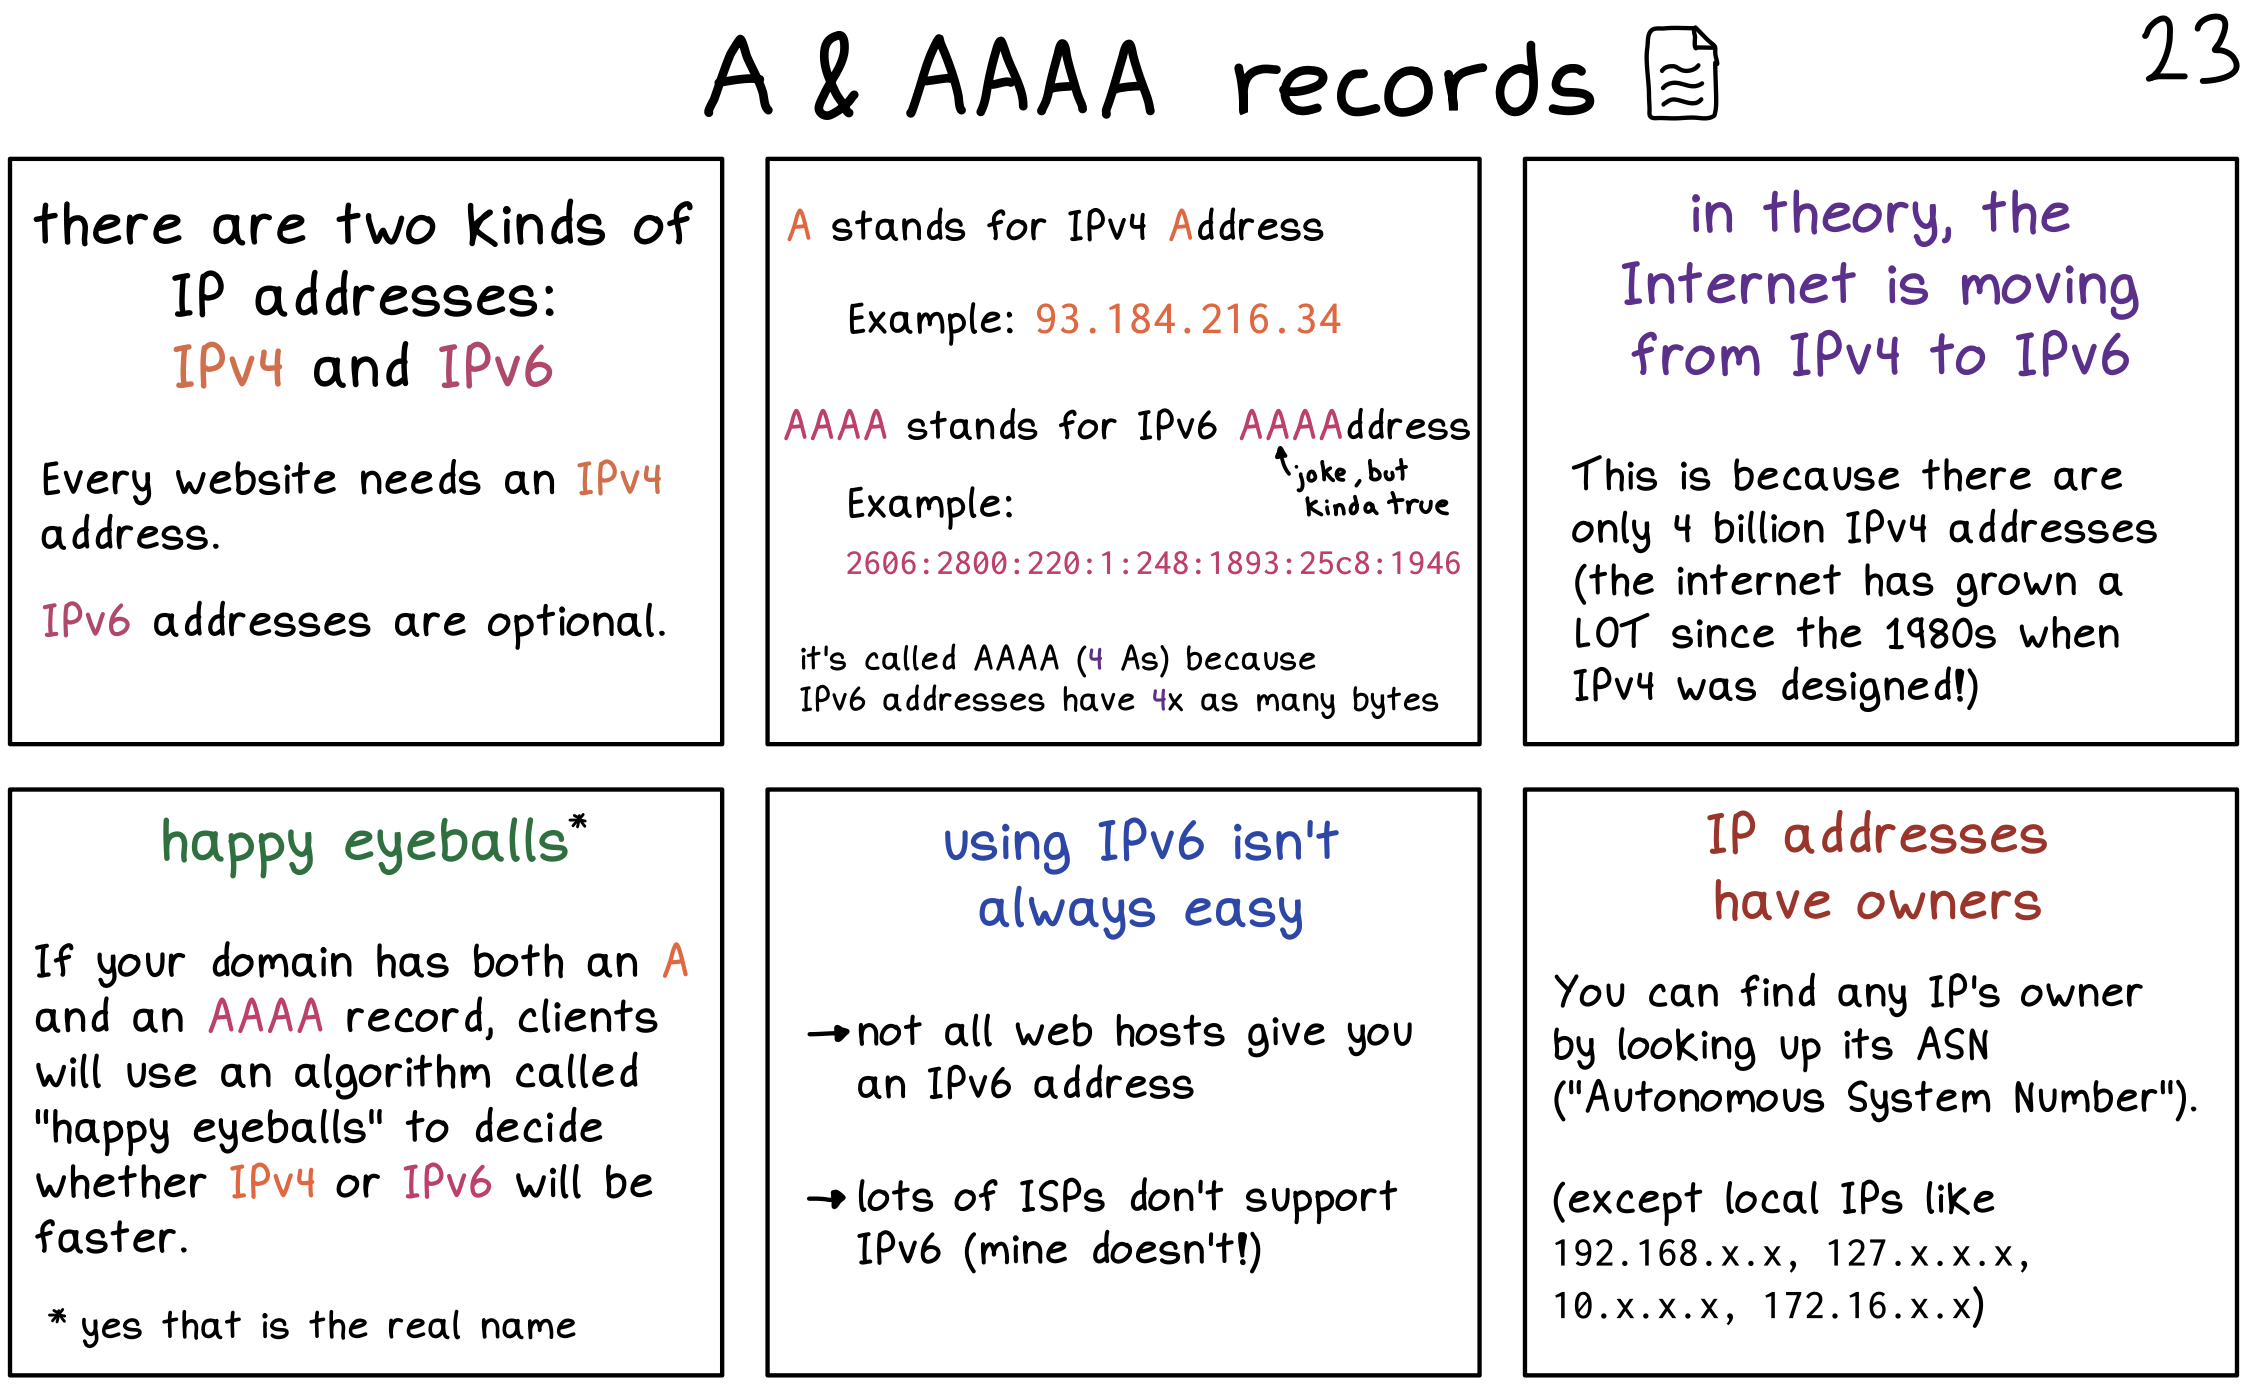 A & AAAA records
23
there are two kinds of
IP addresses:
IPv4 and IPv6
Every website needs an IPv4
address.
IPv6 addresses are optional.
A stands for IPv4 Address
Example: 93.184.216.34
AAAA stands for IPv6 AAAAddress
joke, but
kinda true
Example:
2606:2800:220:1:248:1893:25c8:1946
it's called AAAA (4 As) because
IPv6 addresses have 4x as many bytes
in theory, the
Internet is moving
from IPv4 to IPv6
This is because there are
only 4 billion IPv4 addresses
(the internet has grown a
LOT since the 1980s when
IPv4 was designed!)
happy eyeballs*
If your domain has both an A
and an AAAA record, clients
will use an algorithm called
"happy eyeballs" to decide
whether IPv4 or IPv6 will be
faster.
* yes that is the real name
using IPv6 isn't
always easy
→ not all web hosts give you
an IPv6 address
→ lots of ISPs don't support
IPv6 (mine doesn't!)
IP addresses
have owners
You can find any IP's owner
by looking up its ASN
("Autonomous System Number").
(except local IPs like
192.168.x.x, 127.x.x.x,
10.x.x.x, 172.16.x.x)